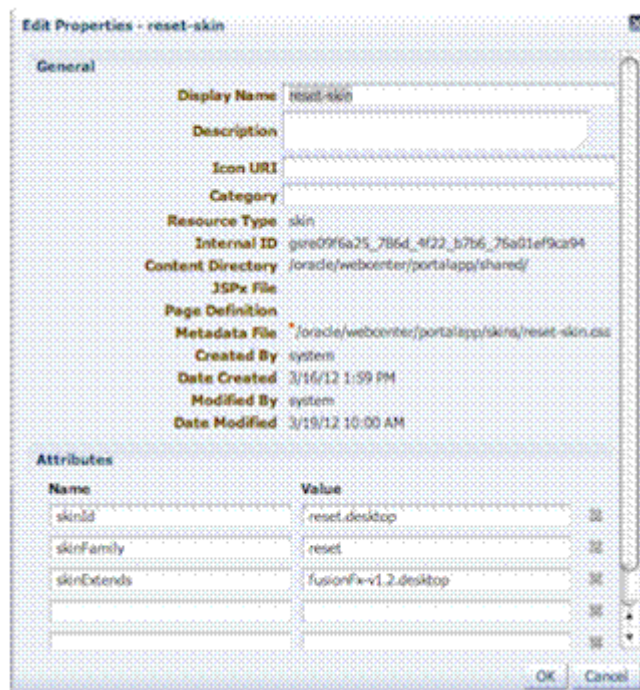 Edit Properties - reset-skin
General
Display Name reset-skin
Description
Icon URI
Category
Resource Type skin
Internal ID gsre09f6a25_786d_4f22_b7b6_76a01ef9ca94
Content Directory /oracle/webcenter/portalapp/shared/
JSPx File
Page Definition
Metadata File */oracle/webcenter/portalapp/skins/reset-skin.css
Created By system
Date Created 3/16/12 1:59 PM
Modified By system
Date Modified 3/19/12 10:00 AM
Attributes
Name Value
skinId reset.desktop
skinFamily reset
skinExtends fusionFx-v1.2.desktop
OK Cancel